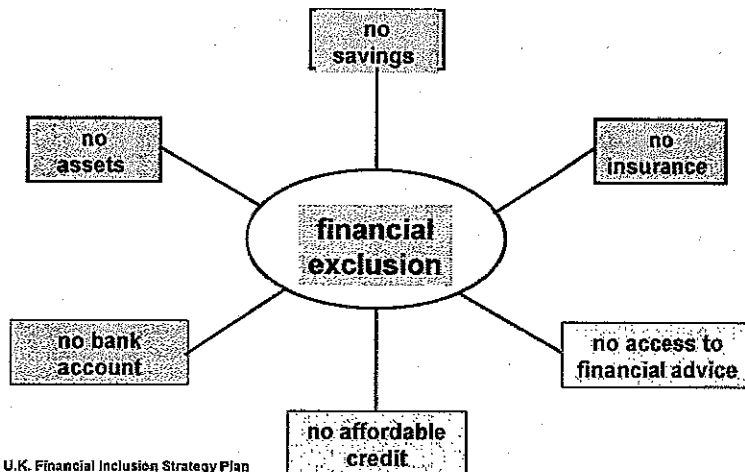 no
savings
no
assets
no
insurance
financial
exclusion
no bank
account
no access to
financial advice
no affordable
credit
U.K. Financial Inclusion Strategy Plan